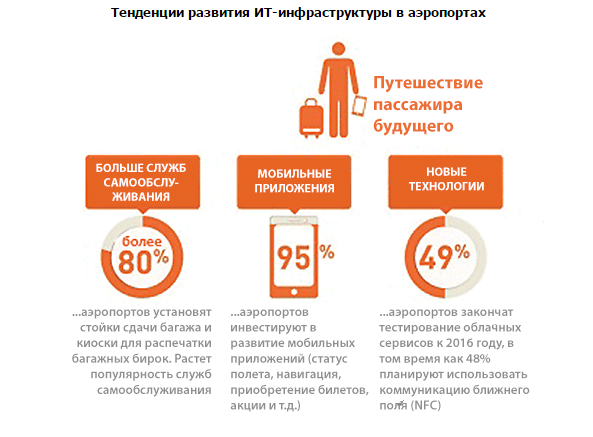 Тенденции развития ИТ-инфраструктуры в аэропортах
Путешествие
пассажира
будущего
БОЛЬШЕ СЛУЖБ
САМООБСЛУ-
ЖИВАНИЯ
более
80%
...аэропортов установят
стойки сдачи багажа и
киоски для распечатки
багажных бирок. Растет
популярность служб
самообслуживания
МОБИЛЬНЫЕ
ПРИЛОЖЕНИЯ
95%
...аэропортов
инвестируют в
развитие мобильных
приложений (статус
полета, навигация,
приобретение билетов,
акции и т.д.)
НОВЫЕ
ТЕХНОЛОГИИ
49%
...аэропортов закончат
тестирование облачных
сервисов к 2016 году, в
том время как 48%
планируют использовать
коммуникацию ближнего
поля (NFC)